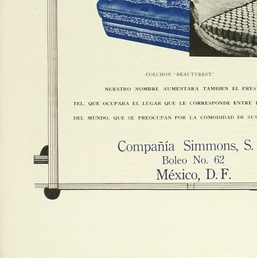 COLCHON "BEAUTYREST"
NUESTRO NOMBRE AUMENTARA TAMBIEN EL PRES
TEL, QUE OCUPARA EL LUGAR QUE LE CORRESPONDE ENTRE
DEL MUNDO, QUE SE PREOCUPAN POR LA COMODIDAD DE SUS
Compañía Simmons, S.
Boleo No. 62
México, D. F.